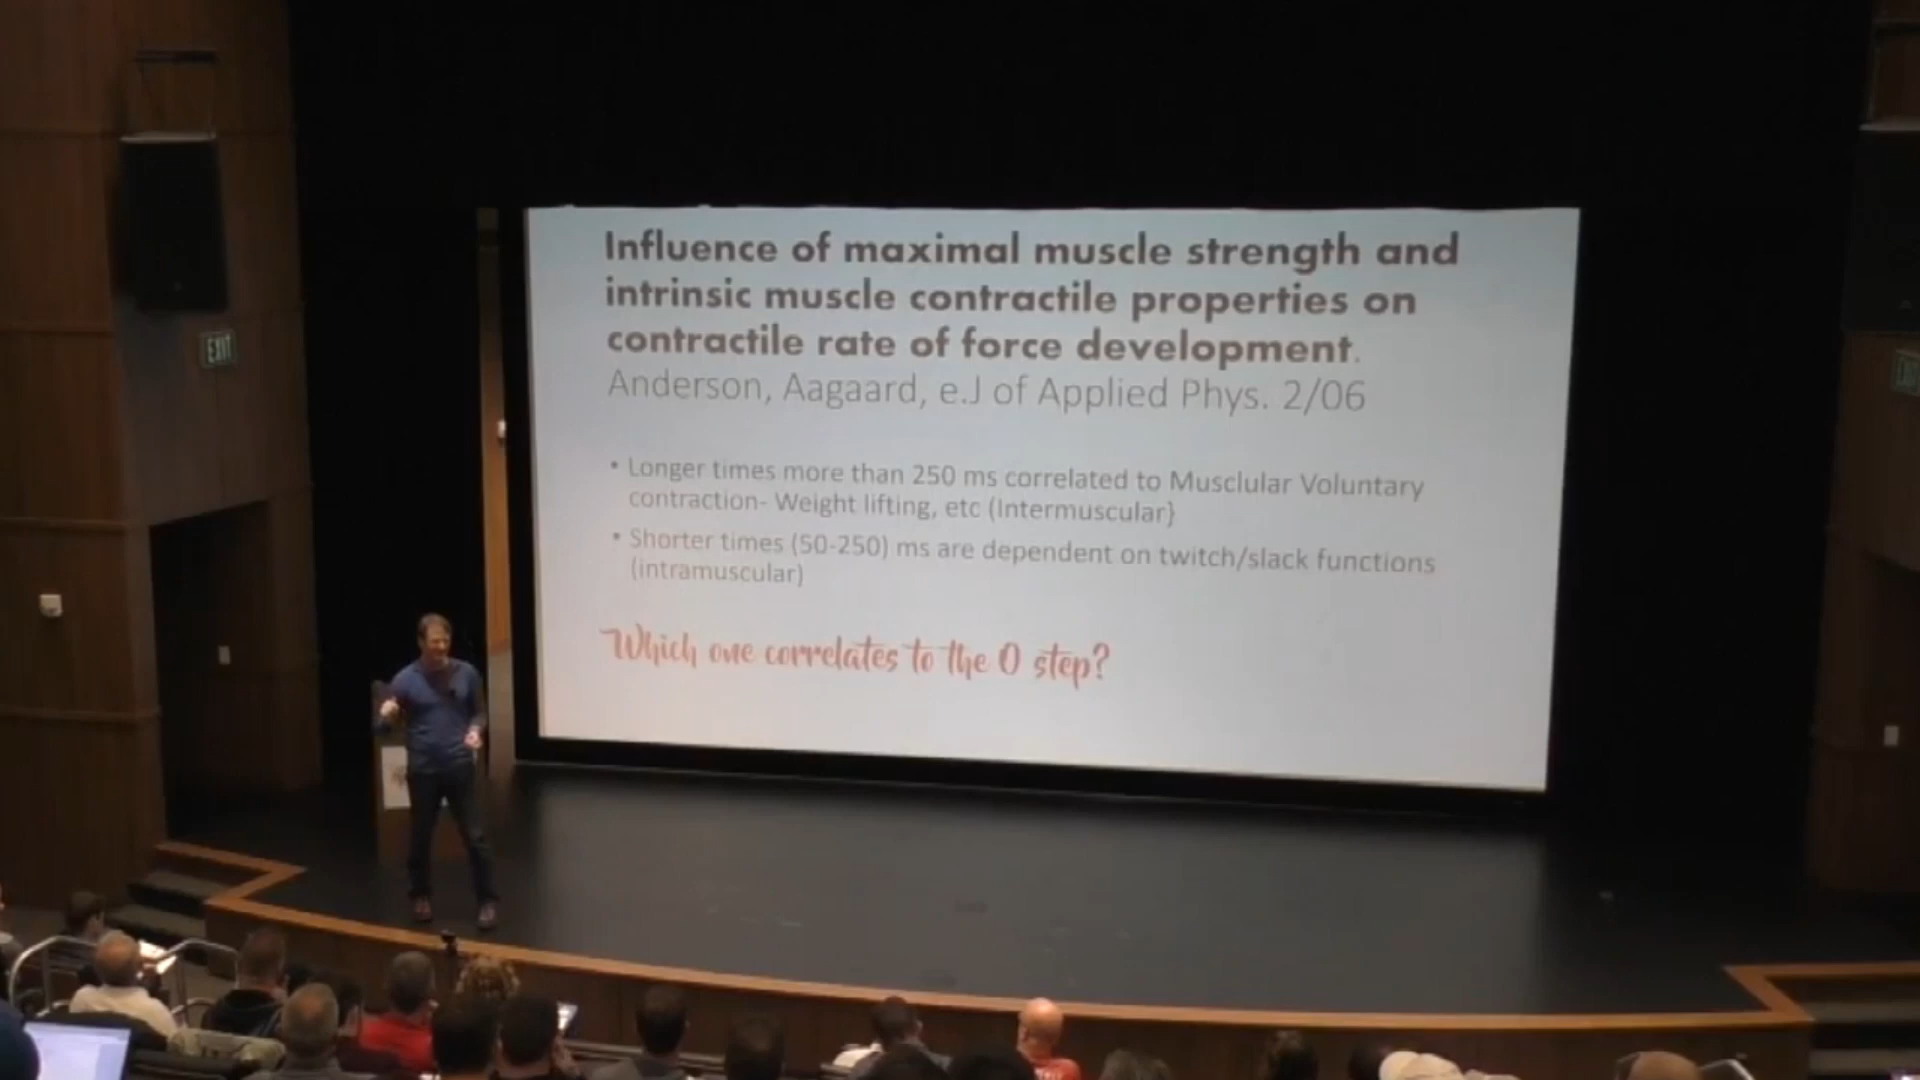 Influence of maximal muscle strength and
intrinsic muscle contractile properties on
contractile rate of force development.
Anderson, Aagaard, e.J of Applied Phys. 2/06
• Longer times more than 250 ms correlated to Musclular Voluntary
contraction- Weight lifting, etc (Intermuscular}
• Shorter times (50-250) ms are dependent on twitch/slack functions
(intramuscular)
Which one correlates to the 0 step?
EXIT